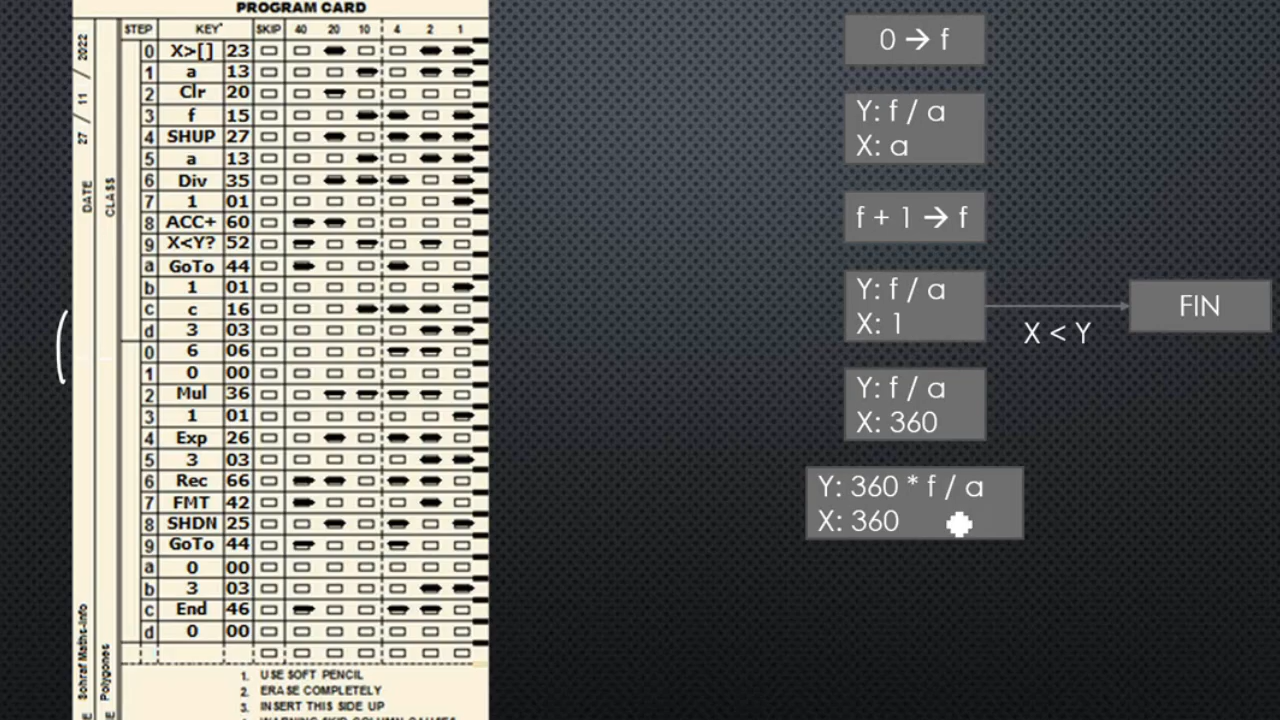 PROGRAM CARD
STEP KEY* SKIP 40 20 10 4 2 1
0 X>[] 23
1 a 13
2 Clr 20
3 f 15
4 SHUP 27
5 a 13
6 Div 35
7 1 01
8 ACC+ 60
9 X<Y? 52
a GoTo 44
b 1 01
c c 16
d 3 03
0 6 06
1 0 00
2 Mul 36
3 1 01
4 Exp 26
5 3 03
6 Rec 66
7 FMT 42
8 SHDN 25
9 GoTo 44
a 0 00
b 3 03
c End 46
d 0 00
1. USE SOFT PENCIL
2. ERASE COMPLETELY
3. INSERT THIS SIDE UP
DATE 27 / 11 / 2022
CLASS
Sohraf Maths-Info
Polygones
0 → f
Y: f / a
X: a
f + 1 → f
Y: f / a
X: 1
X < Y
FIN
Y: f / a
X: 360
Y: 360 * f / a
X: 360